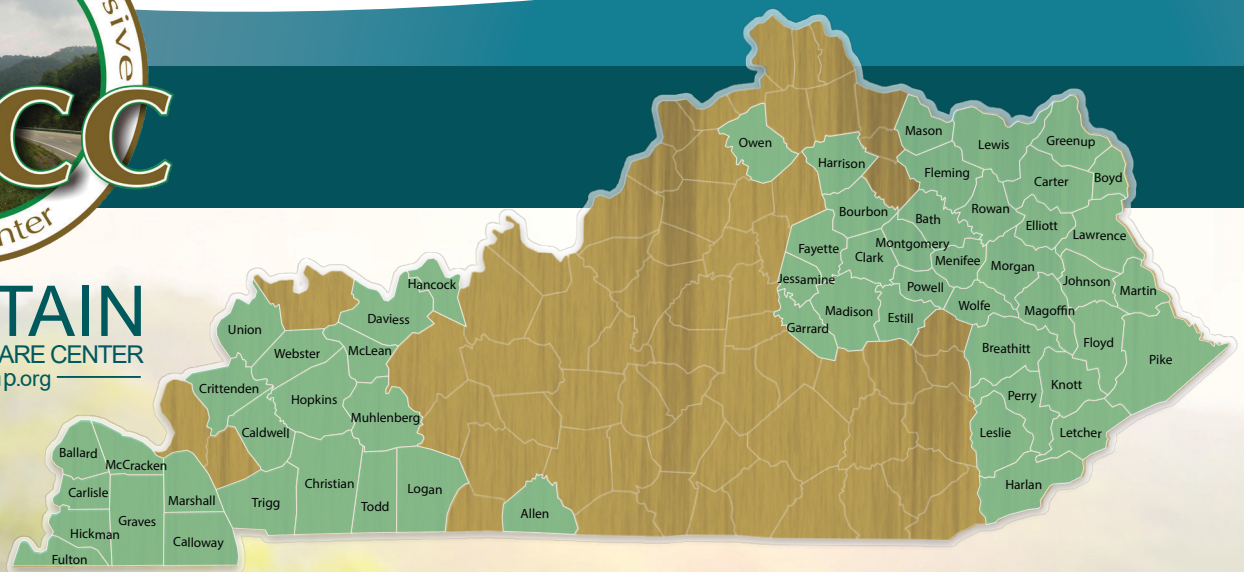 sive
CC
nter
TAIN
ARE CENTER
p.org
Owen
Harrison
Mason
Lewis
Greenup
Fleming
Carter
Boyd
Bourbon
Bath
Rowan
Elliott
Lawrence
Fayette
Clark
Montgomery
Menifee
Morgan
Johnson
Martin
Jessamine
Powell
Wolfe
Magoffin
Madison
Estill
Garrard
Breathitt
Floyd
Pike
Perry
Knott
Leslie
Letcher
Harlan
Hancock
Daviess
Union
Webster
McLean
Crittenden
Hopkins
Muhlenberg
Caldwell
Ballard
McCracken
Carlisle
Marshall
Trigg
Christian
Todd
Logan
Allen
Hickman
Graves
Calloway
Fulton